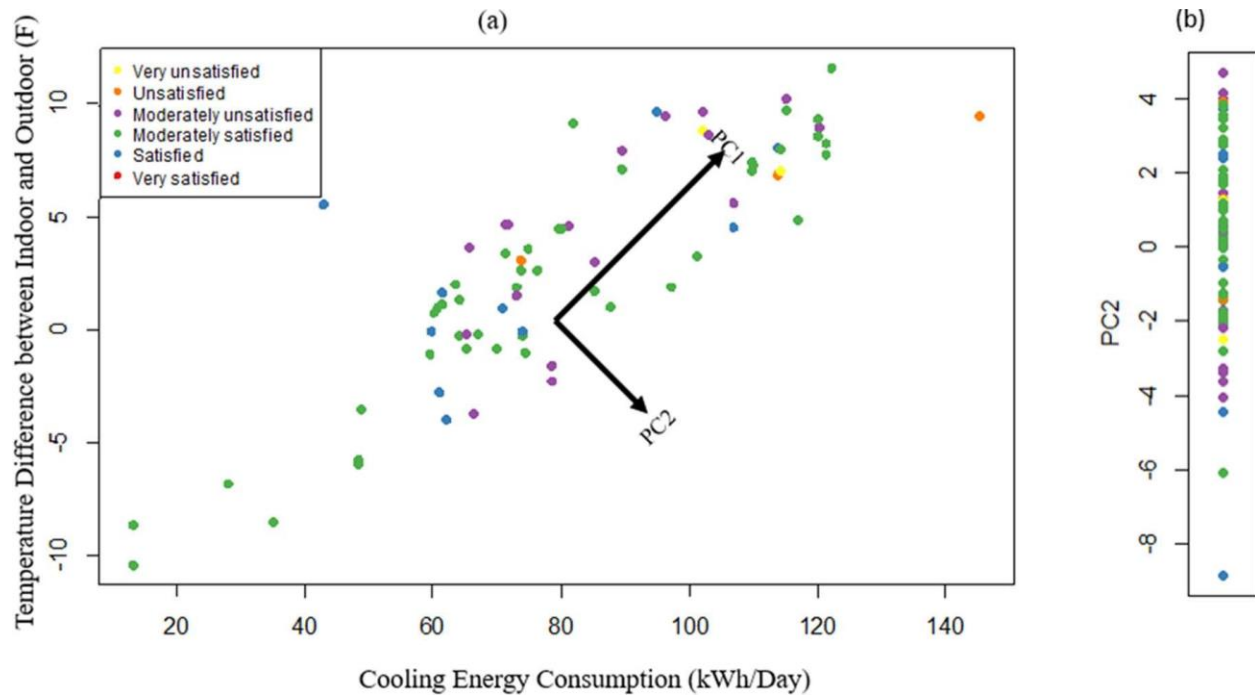 (a)
(b)
Temperature Difference between Indoor and Outdoor (F)
Very unsatisfied
Unsatisfied
Moderately unsatisfied
Moderately satisfied
Satisfied
Very satisfied
10
5
0
-5
-10
PC1
PC2
20 40 60 80 100 120 140
Cooling Energy Consumption (kWh/Day)
PC2
4
2
0
-2
-4
-6
-8